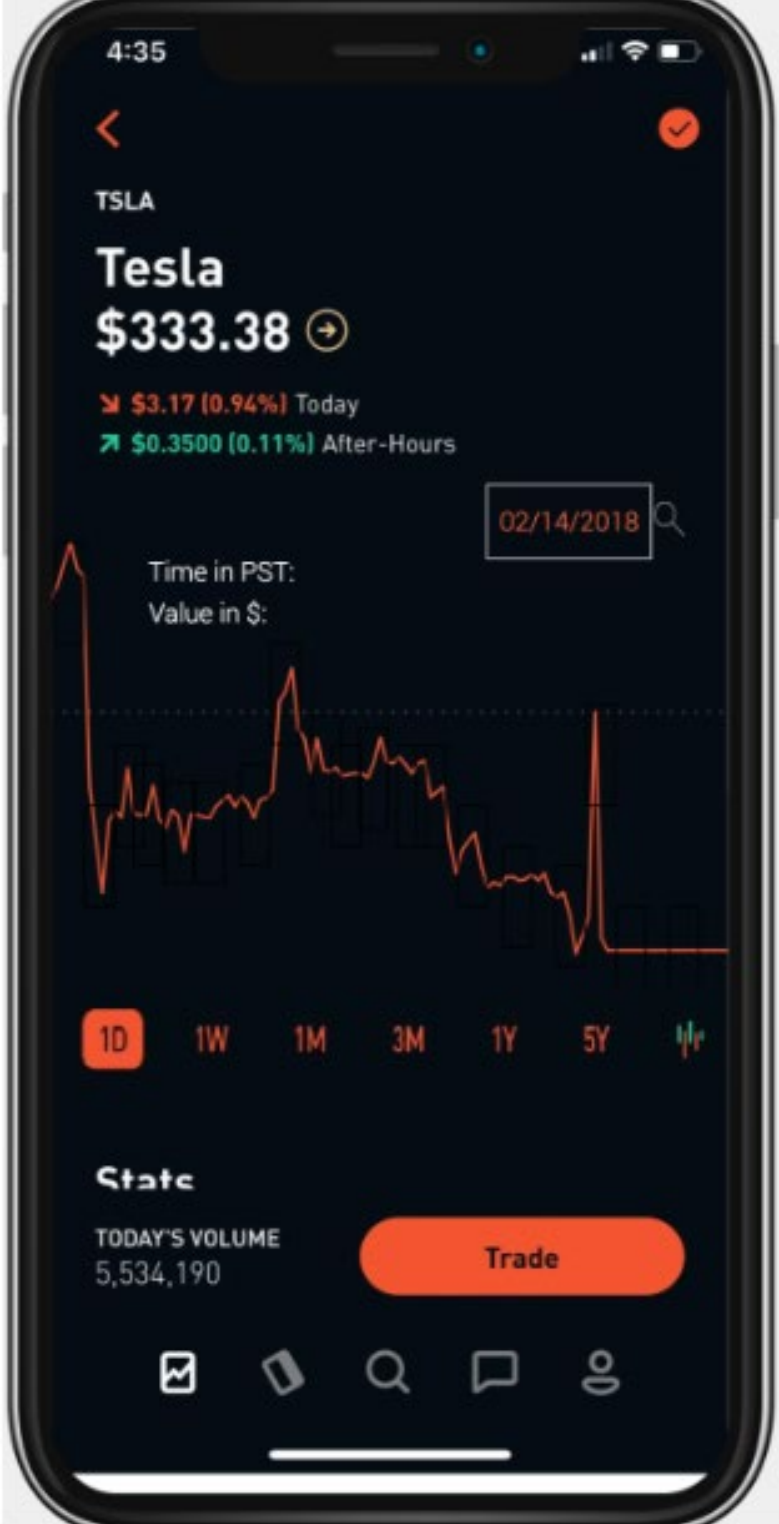 4:35
TSLA
Tesla
$333.38
$3.17 (0.94%) Today
$0.3500 (0.11%) After-Hours
02/14/2018
Time in PST:
Value in $:
1D 1W 1M 3M 1Y 5Y
Stats
TODAY'S VOLUME
5,534,190
Trade